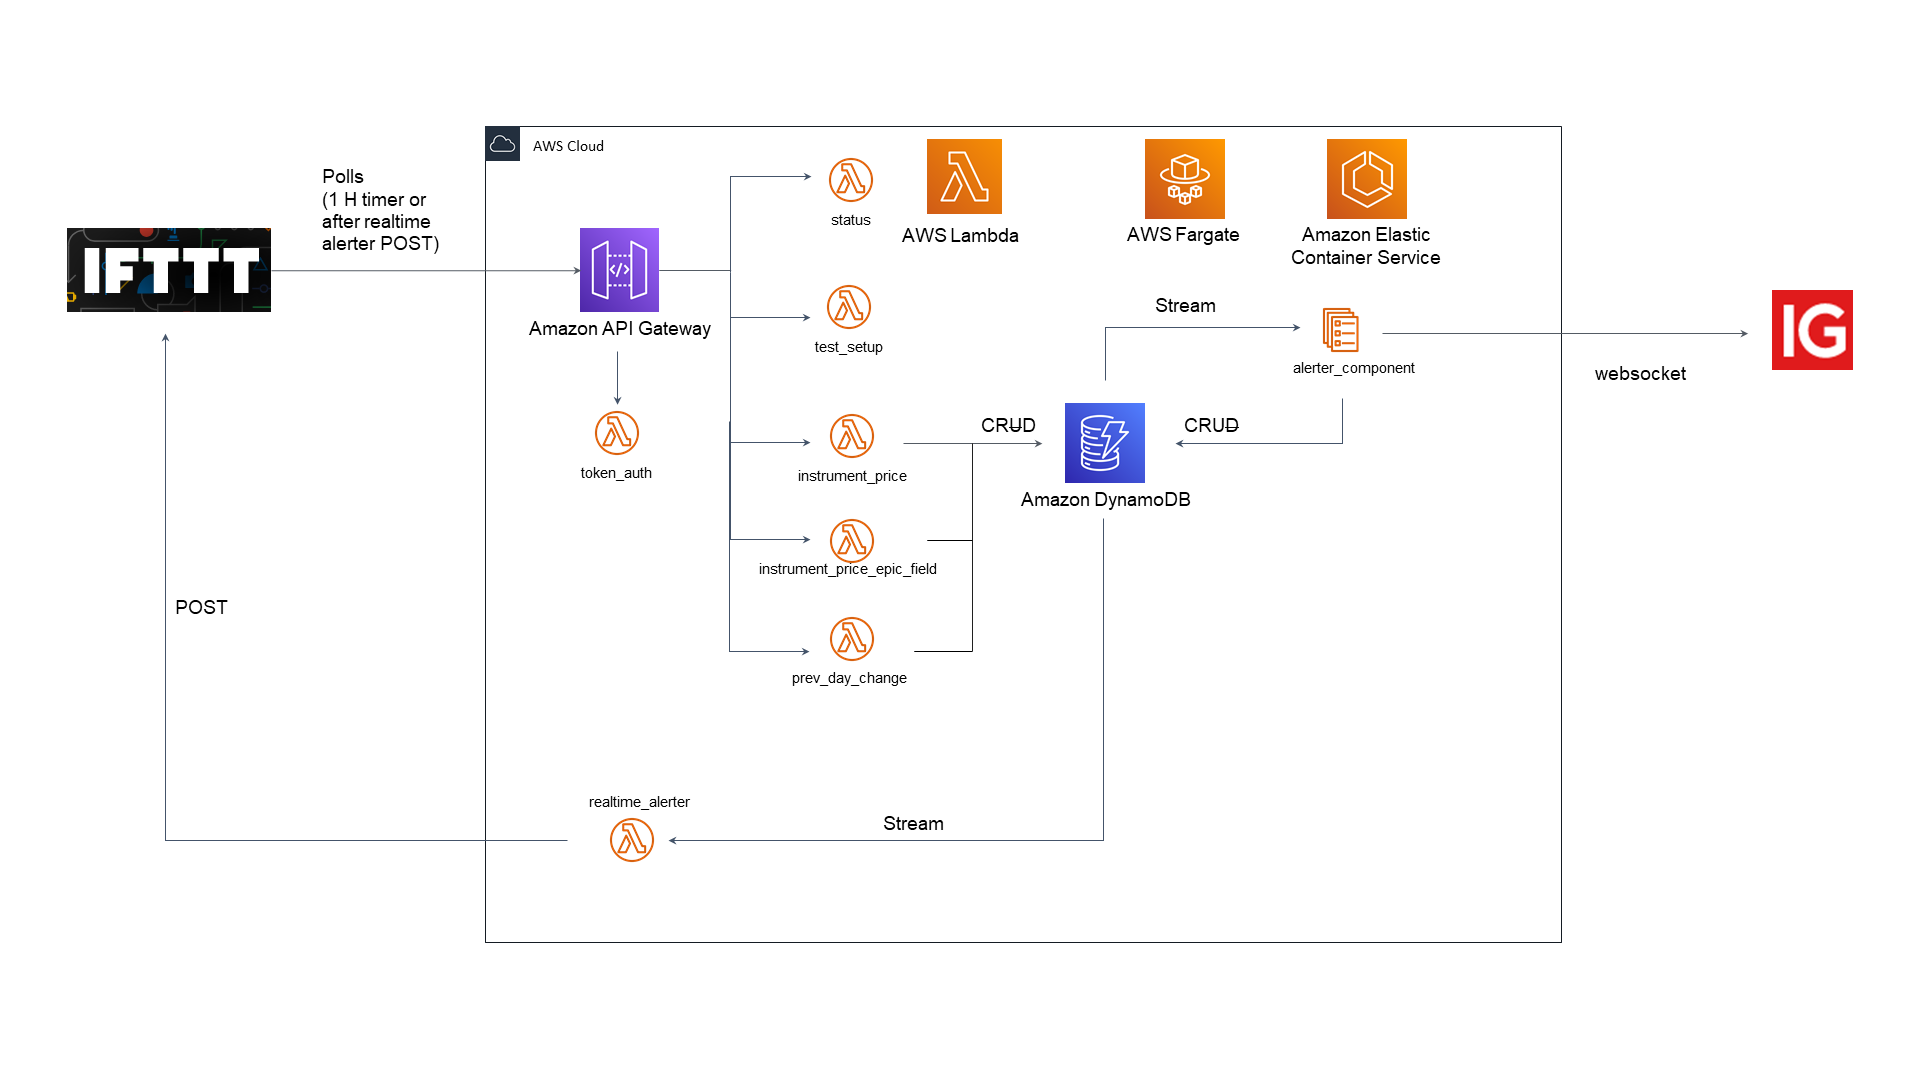 AWS Cloud
Polls
(1 H timer or
after realtime
alerter POST)
IFTTT
Amazon API Gateway
token_auth
status
test_setup
instrument_price
instrument_price_epic_field
prev_day_change
AWS Lambda
AWS Fargate
Amazon Elastic
Container Service
Stream
alerter_component
websocket
IG
CRUD
CRUD
Amazon DynamoDB
POST
realtime_alerter
Stream